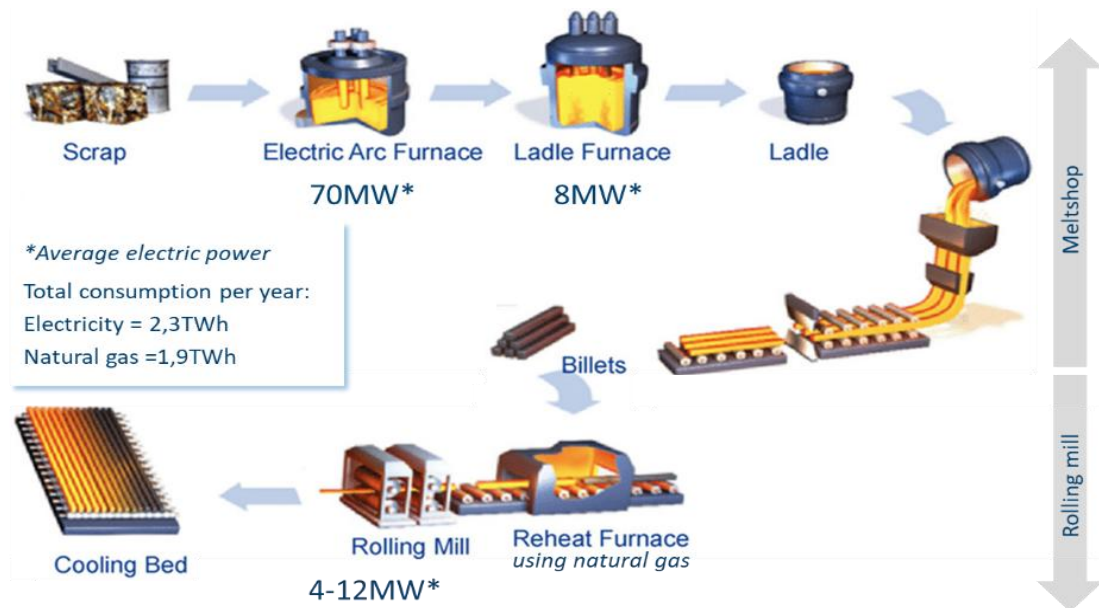 Scrap
Electric Arc Furnace
Ladle Furnace
Ladle
70MW*
8MW*
Meltshop
*Average electric power
Total consumption per year:
Electricity = 2,3TWh
Natural gas =1,9TWh
Billets
Rolling mill
Cooling Bed
Rolling Mill
4-12MW*
Reheat Furnace
using natural gas